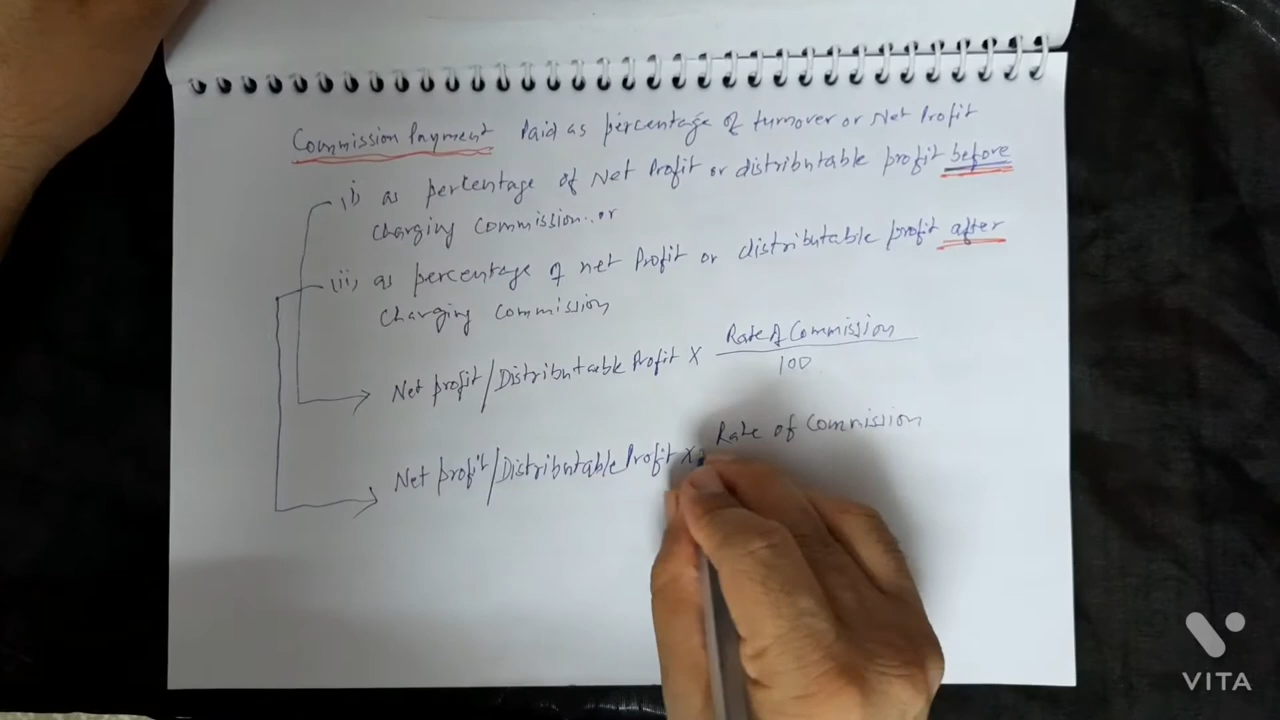 Commission Payment Paid as percentage of turnover or Net Profit
(i) as percentage of Net Profit or distributable profit before
charging commission.. or
(ii) as percentage of net Profit or distributable profit after
charging commission
Net profit/Distributable Profit X Rate of Commission
100
Net profit/Distributable Profit X Rate of Commission
VITA